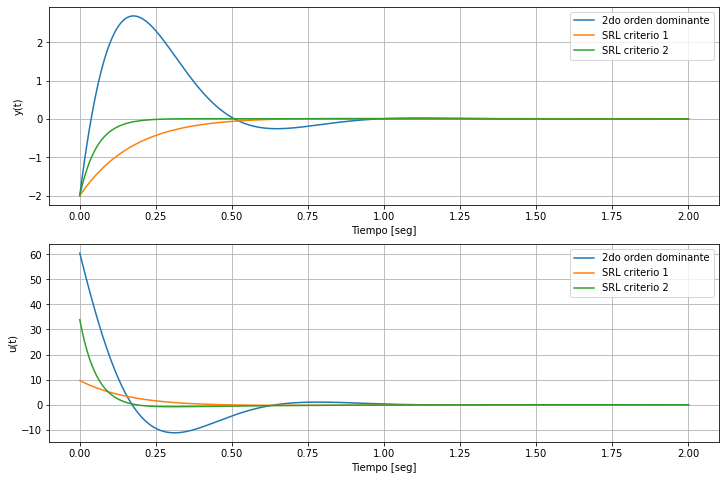 2do orden dominante
SRL criterio 1
SRL criterio 2
y(t)
2
1
0
−1
−2
0.00 0.25 0.50 0.75 1.00 1.25 1.50 1.75 2.00
Tiempo [seg]
2do orden dominante
SRL criterio 1
SRL criterio 2
u(t)
60
50
40
30
20
10
0
−10
0.00 0.25 0.50 0.75 1.00 1.25 1.50 1.75 2.00
Tiempo [seg]